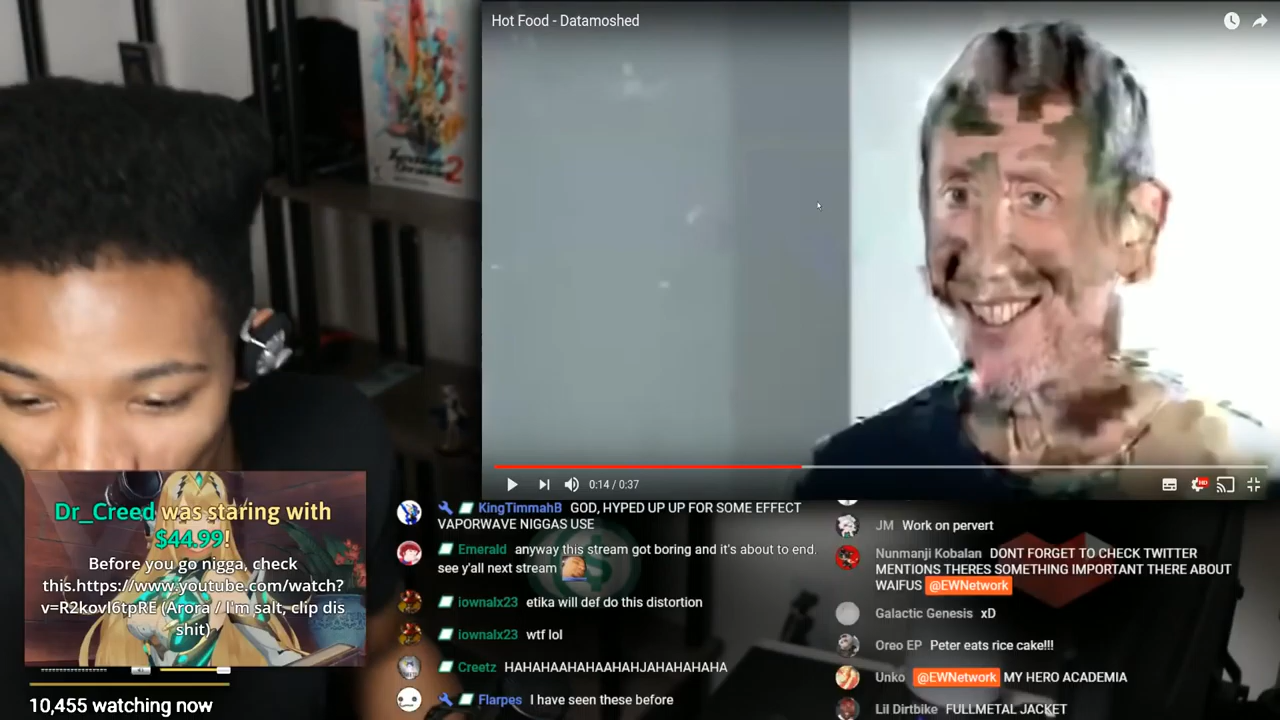 Hot Food - Datamoshed
2
0:14 / 0:37
HD
Dr_Creed was staring with
$44.99!
Before you go nigga, check
this.https://www.youtube.com/watch?
v=R2kovI6tpRE (Arora / I'm salt, clip dis
shit)
10,455 watching now
KingTimmahB GOD, HYPED UP UP FOR SOME EFFECT
VAPORWAVE NIGGAS USE
Emerald anyway this stream got boring and it's about to end.
see y'all next stream
iownalx23 etika will def do this distortion
iownalx23 wtf lol
Creetz HAHAHAAHAHAAHAHJAHAHAHAHA
Flarpes I have seen these before
JM Work on pervert
Nunmanji Kobalan DONT FORGET TO CHECK TWITTER
MENTIONS THERES SOMETHING IMPORTANT THERE ABOUT
WAIFUS @EWNetwork
Galactic Genesis xD
Oreo EP Peter eats rice cake!!!
Unko @EWNetwork MY HERO ACADEMIA
Lil Dirtbike FULLMETAL JACKET